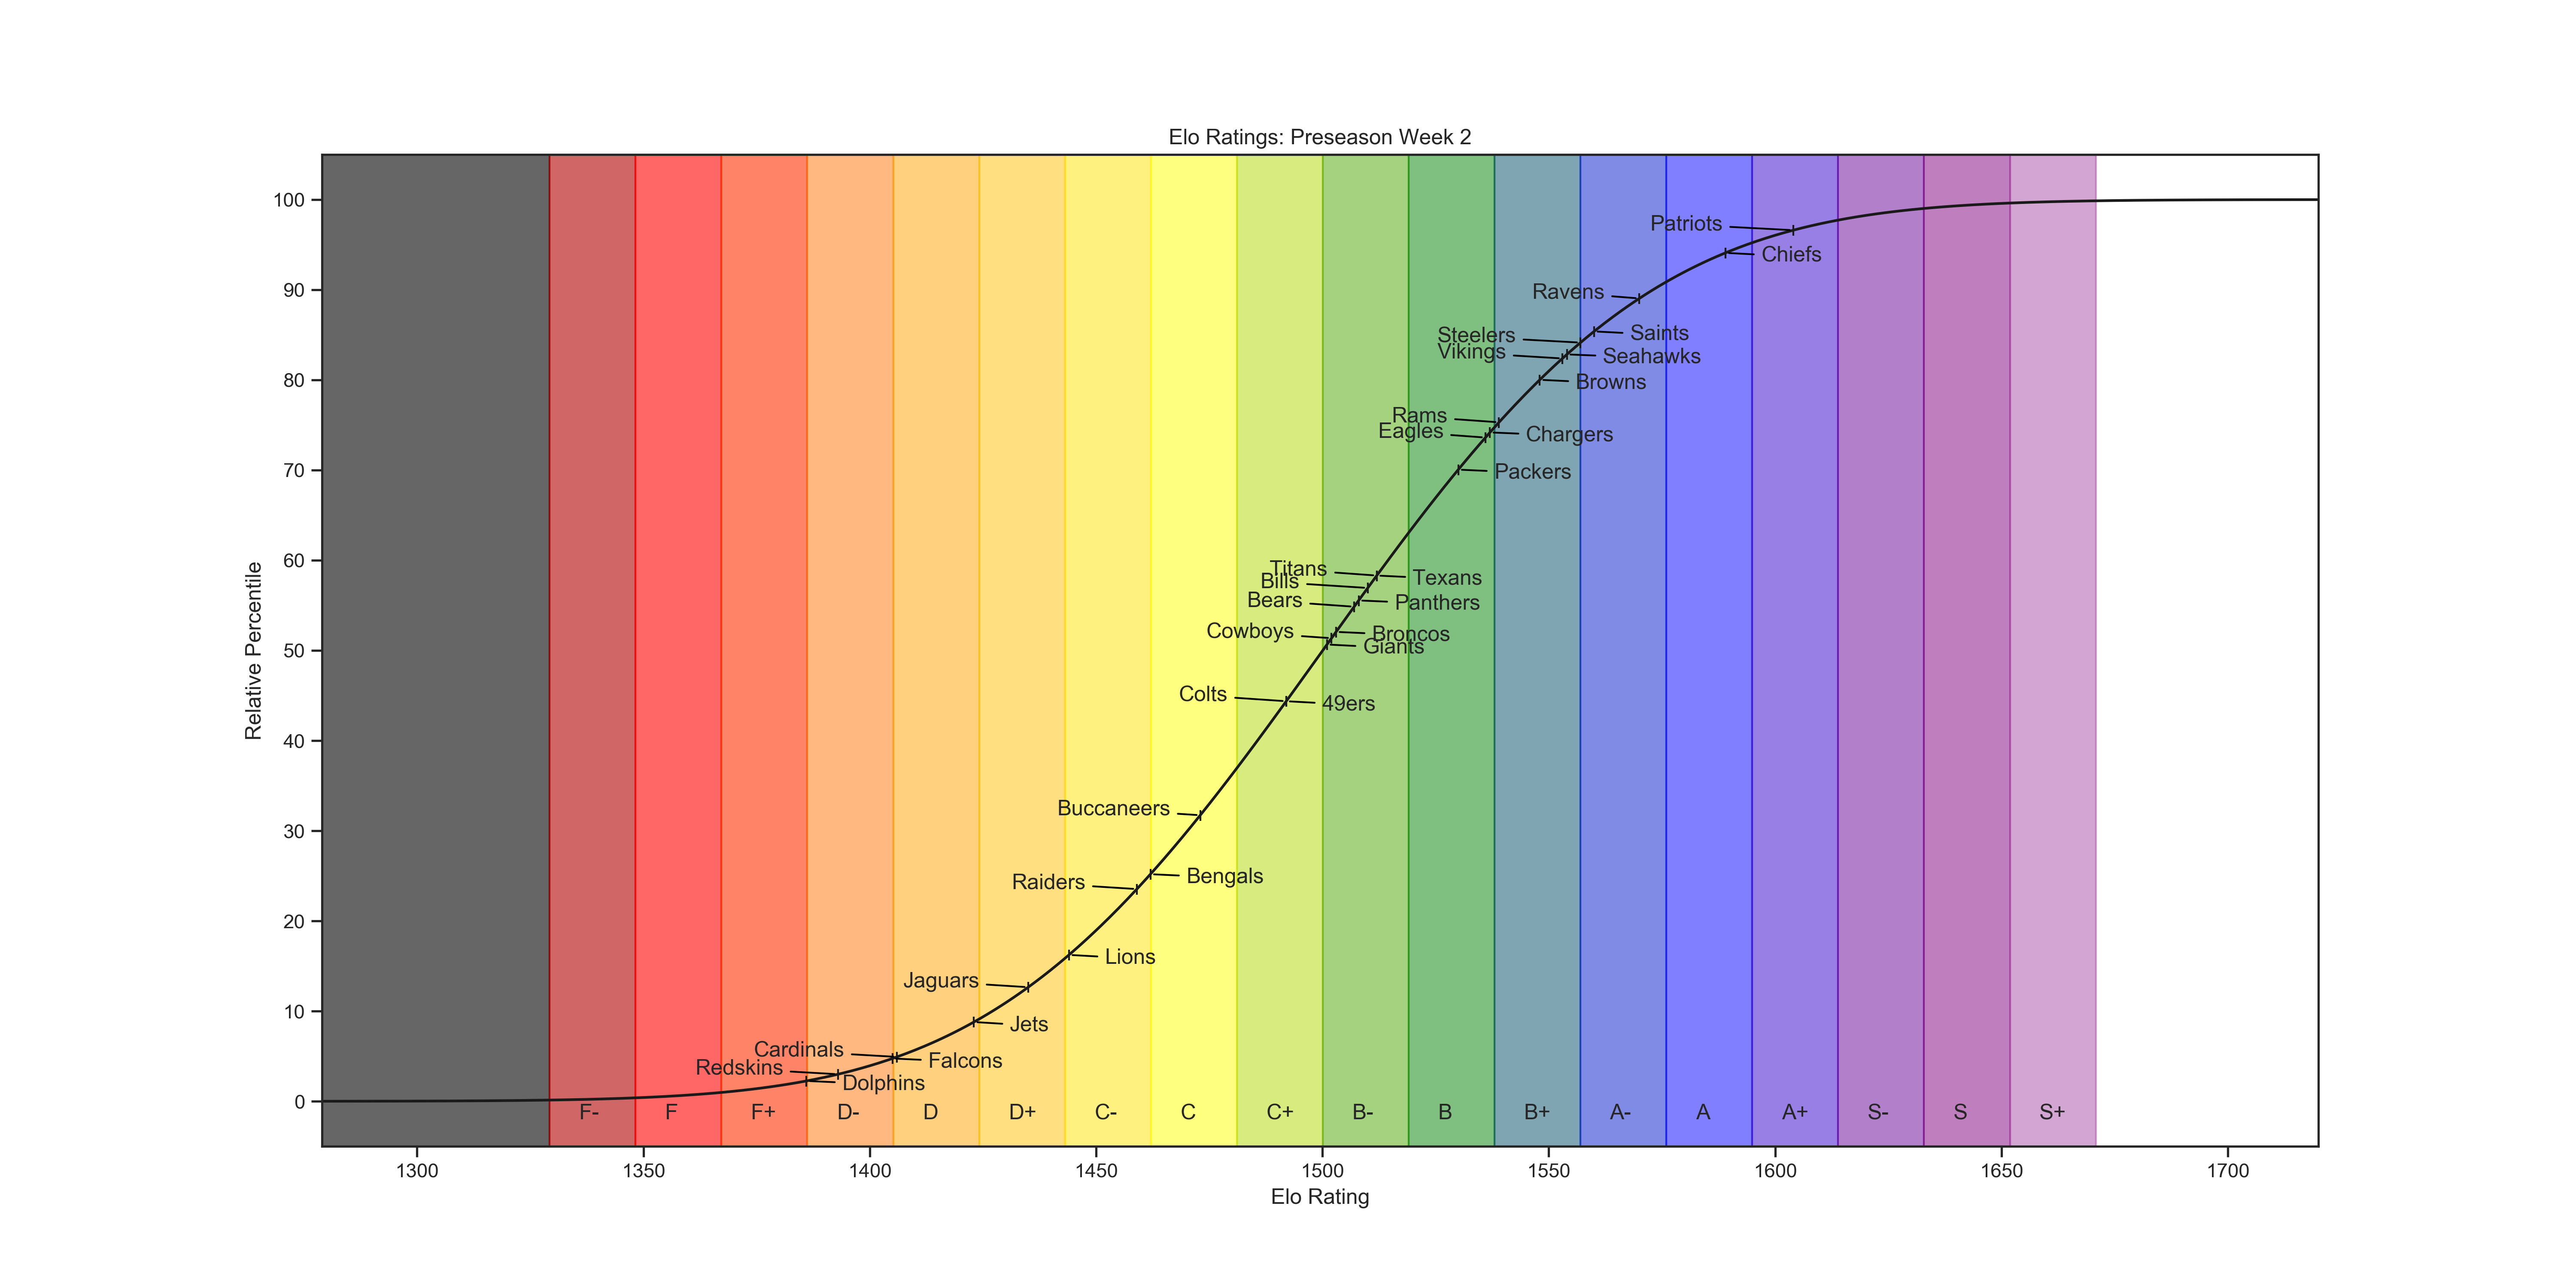 Elo Ratings: Preseason Week 2
100
90
80
70
60
50
40
30
20
10
0
Relative Percentile
Patriots
Chiefs
Ravens
Saints
Steelers
Vikings
Seahawks
Browns
Rams
Eagles
Chargers
Packers
Titans
Texans
Bills
Bears
Panthers
Cowboys
Broncos
Giants
Colts
49ers
Buccaneers
Raiders
Bengals
Lions
Jaguars
Jets
Cardinals
Falcons
Redskins
Dolphins
F- F F+ D- D D+ C- C C+ B- B B+ A- A A+ S- S S+
1300 1350 1400 1450 1500 1550 1600 1650 1700
Elo Rating